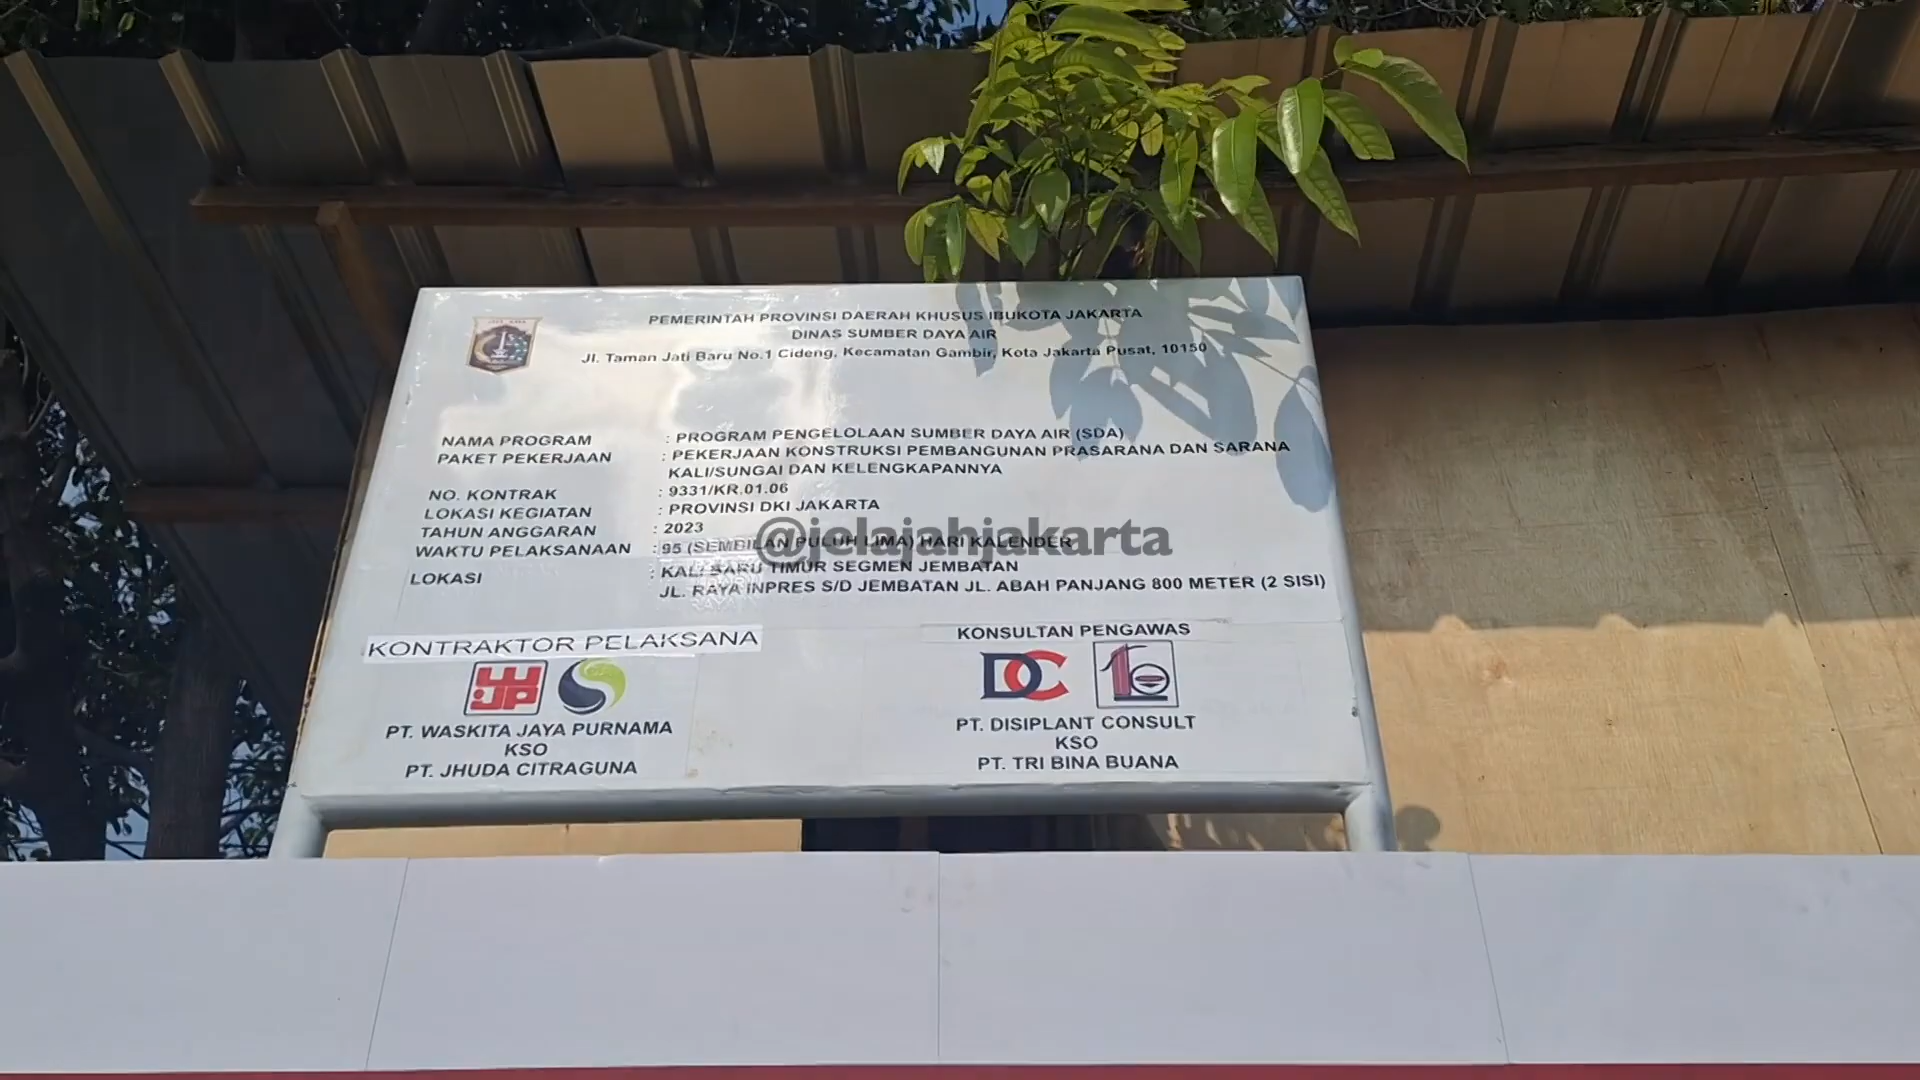 PEMERINTAH PROVINSI DAERAH KHUSUS IBUKOTA JAKARTA
DINAS SUMBER DAYA AIR
Jl. Taman Jati Baru No.1 Cideng, Kecamatan Gambir, Kota Jakarta Pusat, 10150
NAMA PROGRAM : PROGRAM PENGELOLAAN SUMBER DAYA AIR (SDA)
PAKET PEKERJAAN : PEKERJAAN KONSTRUKSI PEMBANGUNAN PRASARANA DAN SARANA
KALI/SUNGAI DAN KELENGKAPANNYA
NO. KONTRAK : 9331/KR.01.06
LOKASI KEGIATAN : PROVINSI DKI JAKARTA
TAHUN ANGGARAN : 2023
WAKTU PELAKSANAAN : 95 (SEMBILAN PULUH LIMA) HARI KALENDER
@jelajahjakarta
LOKASI : KALI BARU TIMUR SEGMEN JEMBATAN
JL. RAYA INPRES S/D JEMBATAN JL. ABAH PANJANG 800 METER (2 SISI)
KONTRAKTOR PELAKSANA
WJP
PT. WASKITA JAYA PURNAMA
KSO
PT. JHUDA CITRAGUNA
KONSULTAN PENGAWAS
DC
PT. DISIPLANT CONSULT
KSO
PT. TRI BINA BUANA